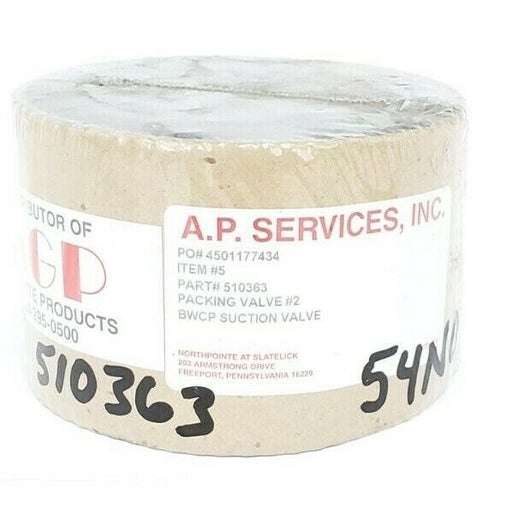 BUTOR OF
GP
PRODUCTS
295-0500
510363
A.P. SERVICES, INC.
PO# 4501177434
ITEM #5
PART# 510363
PACKING VALVE #2
BWCP SUCTION VALVE
NORTHPOINTE AT SLATELICK
203 ARMSTRONG DRIVE
FREEPORT, PENNSYLVANIA 16229
54N